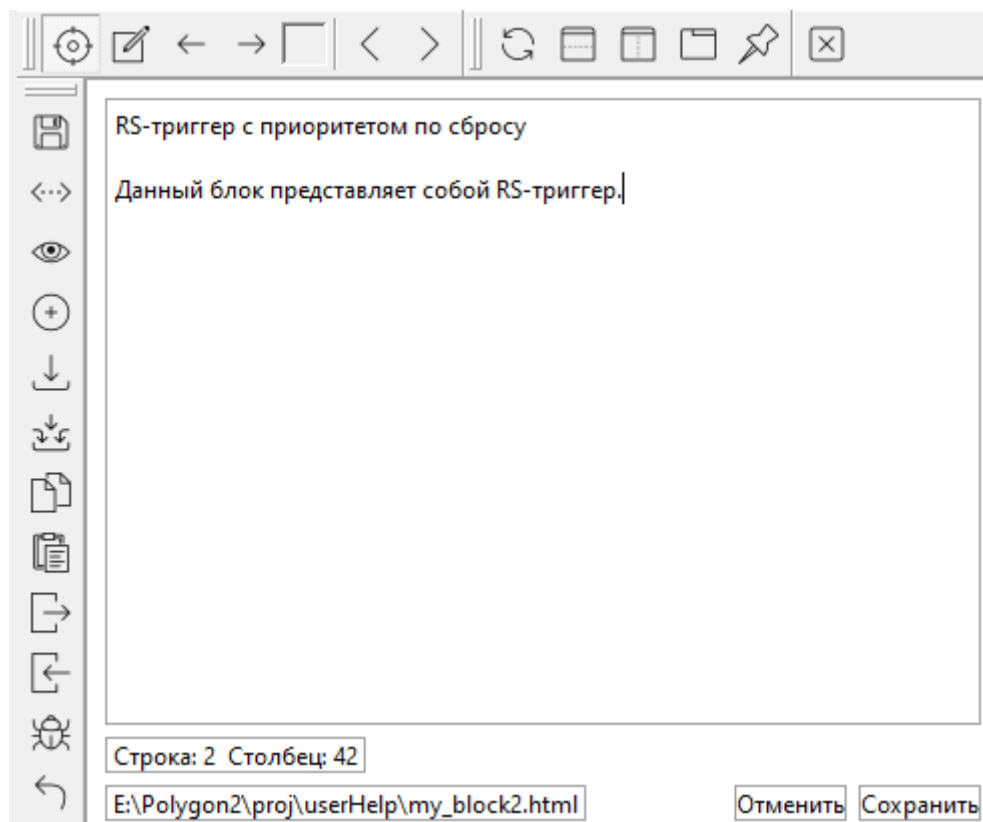 RS-триггер с приоритетом по сбросу
Данный блок представляет собой RS-триггер.
Строка: 2 Столбец: 42
E:\Polygon2\proj\userHelp\my_block2.html
Отменить Сохранить